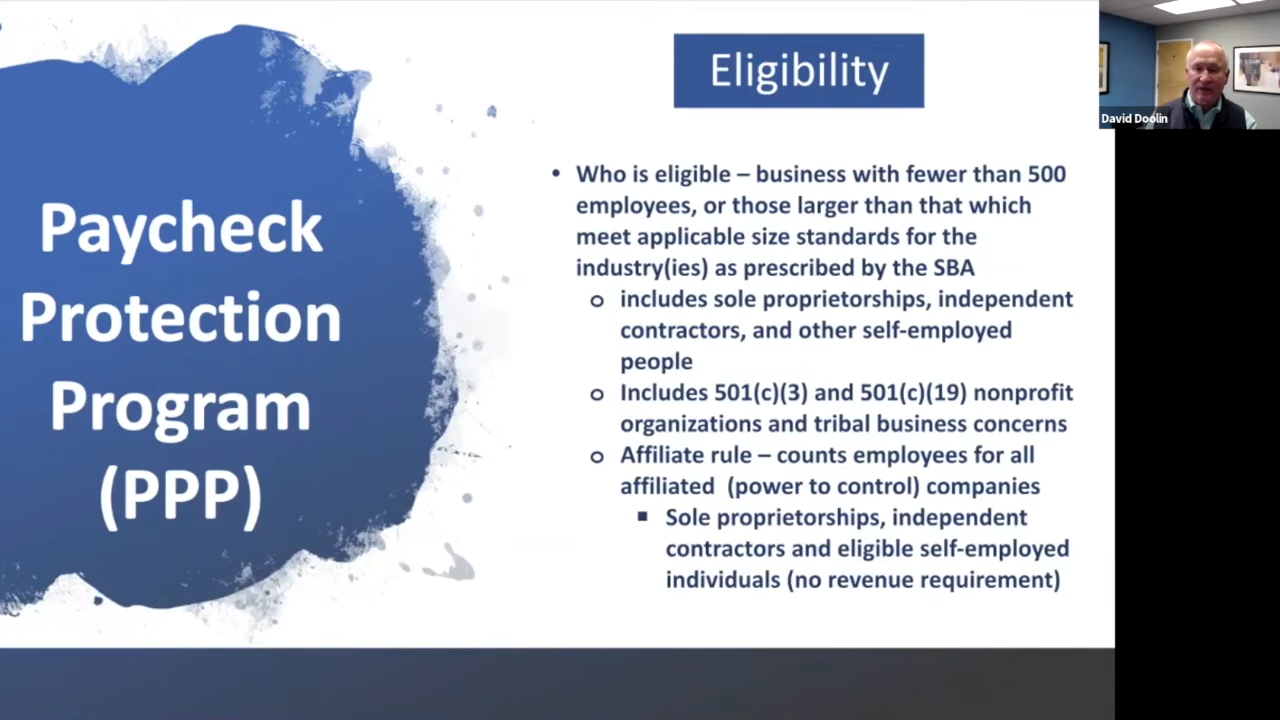 Paycheck
Protection
Program
(PPP)
Eligibility
• Who is eligible – business with fewer than 500
employees, or those larger than that which
meet applicable size standards for the
industry(ies) as prescribed by the SBA
o includes sole proprietorships, independent
contractors, and other self-employed
people
o Includes 501(c)(3) and 501(c)(19) nonprofit
organizations and tribal business concerns
o Affiliate rule – counts employees for all
affiliated (power to control) companies
▪ Sole proprietorships, independent
contractors and eligible self-employed
individuals (no revenue requirement)
David Doolin